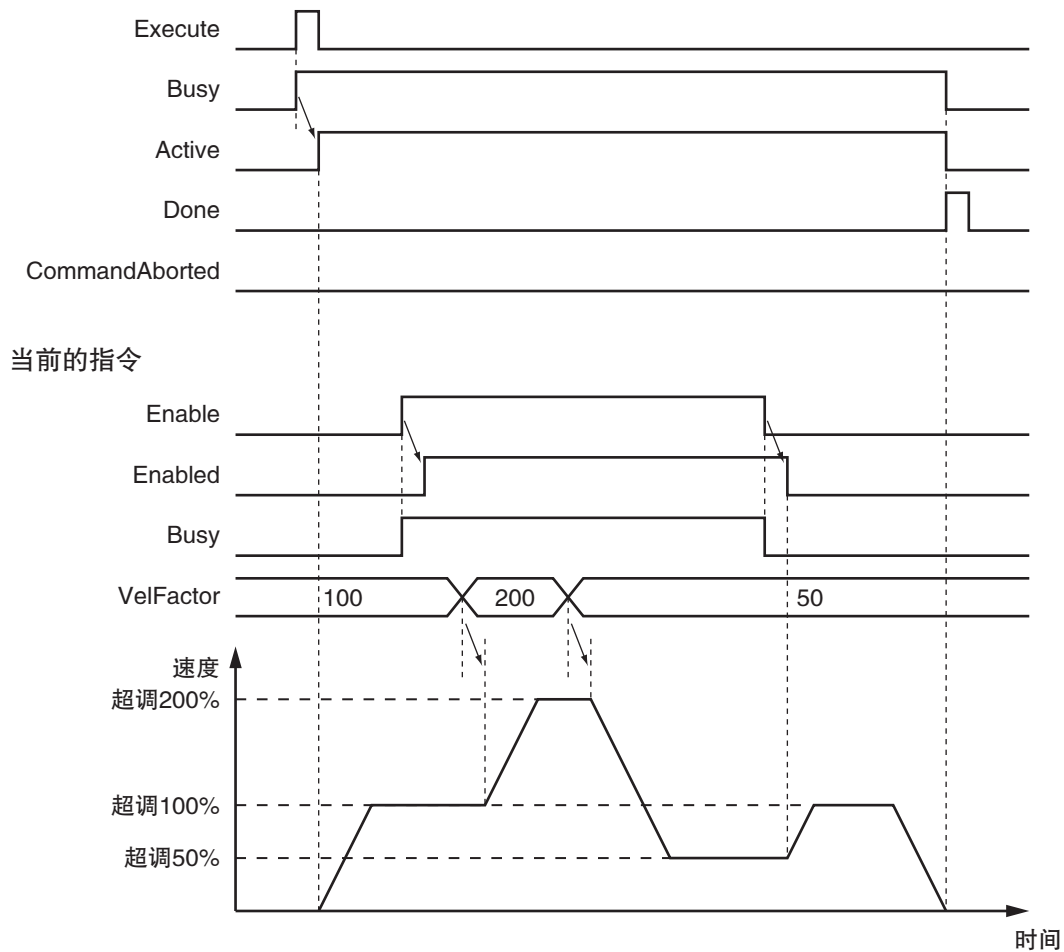 Execute
Busy
Active
Done
CommandAborted
当前的指令
Enable
Enabled
Busy
VelFactor 100 200 50
速度
超调200%
超调100%
超调50%
时间